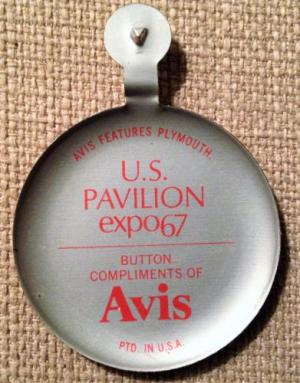 AVIS FEATURES PLYMOUTH
U.S.
PAVILION
expo67
BUTTON
COMPLIMENTS OF
Avis
PTD. IN U.S.A.